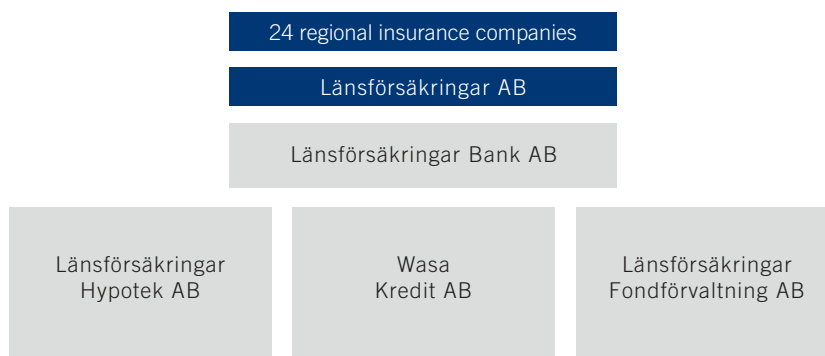 24 regional insurance companies
Länsförsäkringar AB
Länsförsäkringar Bank AB
Länsförsäkringar
Hypotek AB
Wasa
Kredit AB
Länsförsäkringar
Fondförvaltning AB